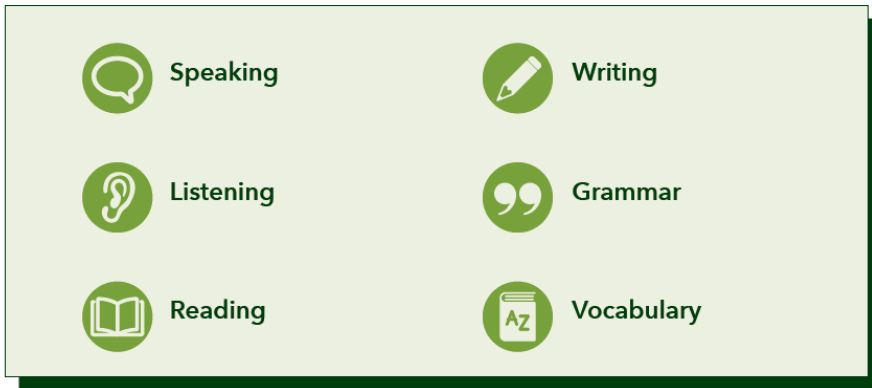 Speaking
Writing
Listening
Grammar
Reading
AZ
Vocabulary